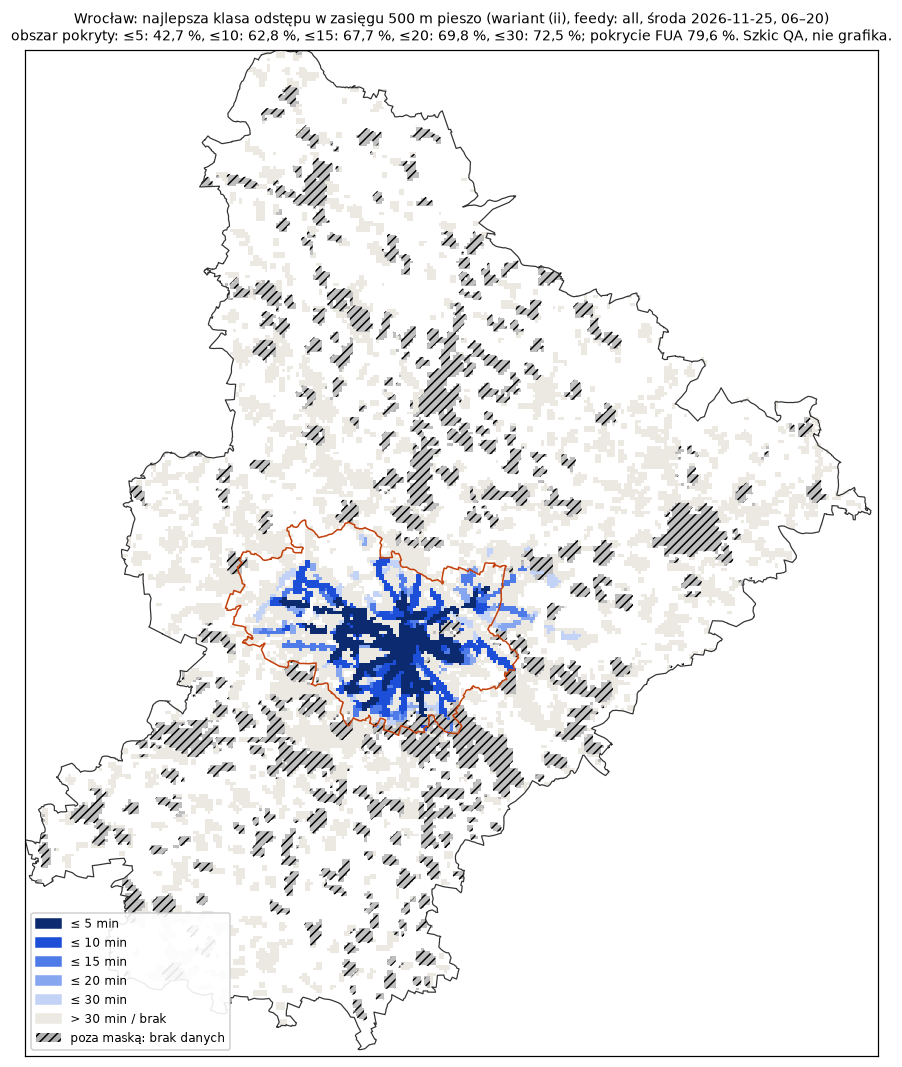 Wrocław: najlepsza klasa odstępu w zasięgu 500 m pieszo (wariant (ii), feedy: all, środa 2026-11-25, 06–20)
obszar pokryty: ≤5: 42,7 %, ≤10: 62,8 %, ≤15: 67,7 %, ≤20: 69,8 %, ≤30: 72,5 %; pokrycie FUA 79,6 %. Szkic QA, nie grafika.
≤ 5 min
≤ 10 min
≤ 15 min
≤ 20 min
≤ 30 min
> 30 min / brak
poza maską: brak danych